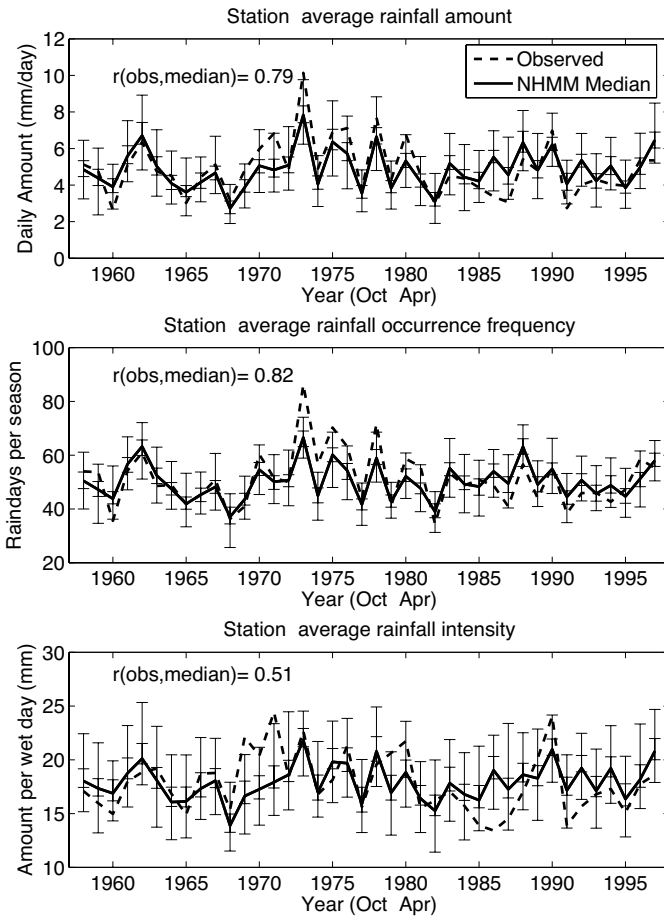 Station average rainfall amount
12
10
8
6
4
2
0
Daily Amount (mm/day)
r(obs,median)= 0.79
Observed
NHMM Median
1960 1965 1970 1975 1980 1985 1990 1995
Year (Oct Apr)
Station average rainfall occurrence frequency
100
80
60
40
20
Raindays per season
r(obs,median)= 0.82
1960 1965 1970 1975 1980 1985 1990 1995
Year (Oct Apr)
Station average rainfall intensity
30
25
20
15
10
Amount per wet day (mm)
r(obs,median)= 0.51
1960 1965 1970 1975 1980 1985 1990 1995
Year (Oct Apr)